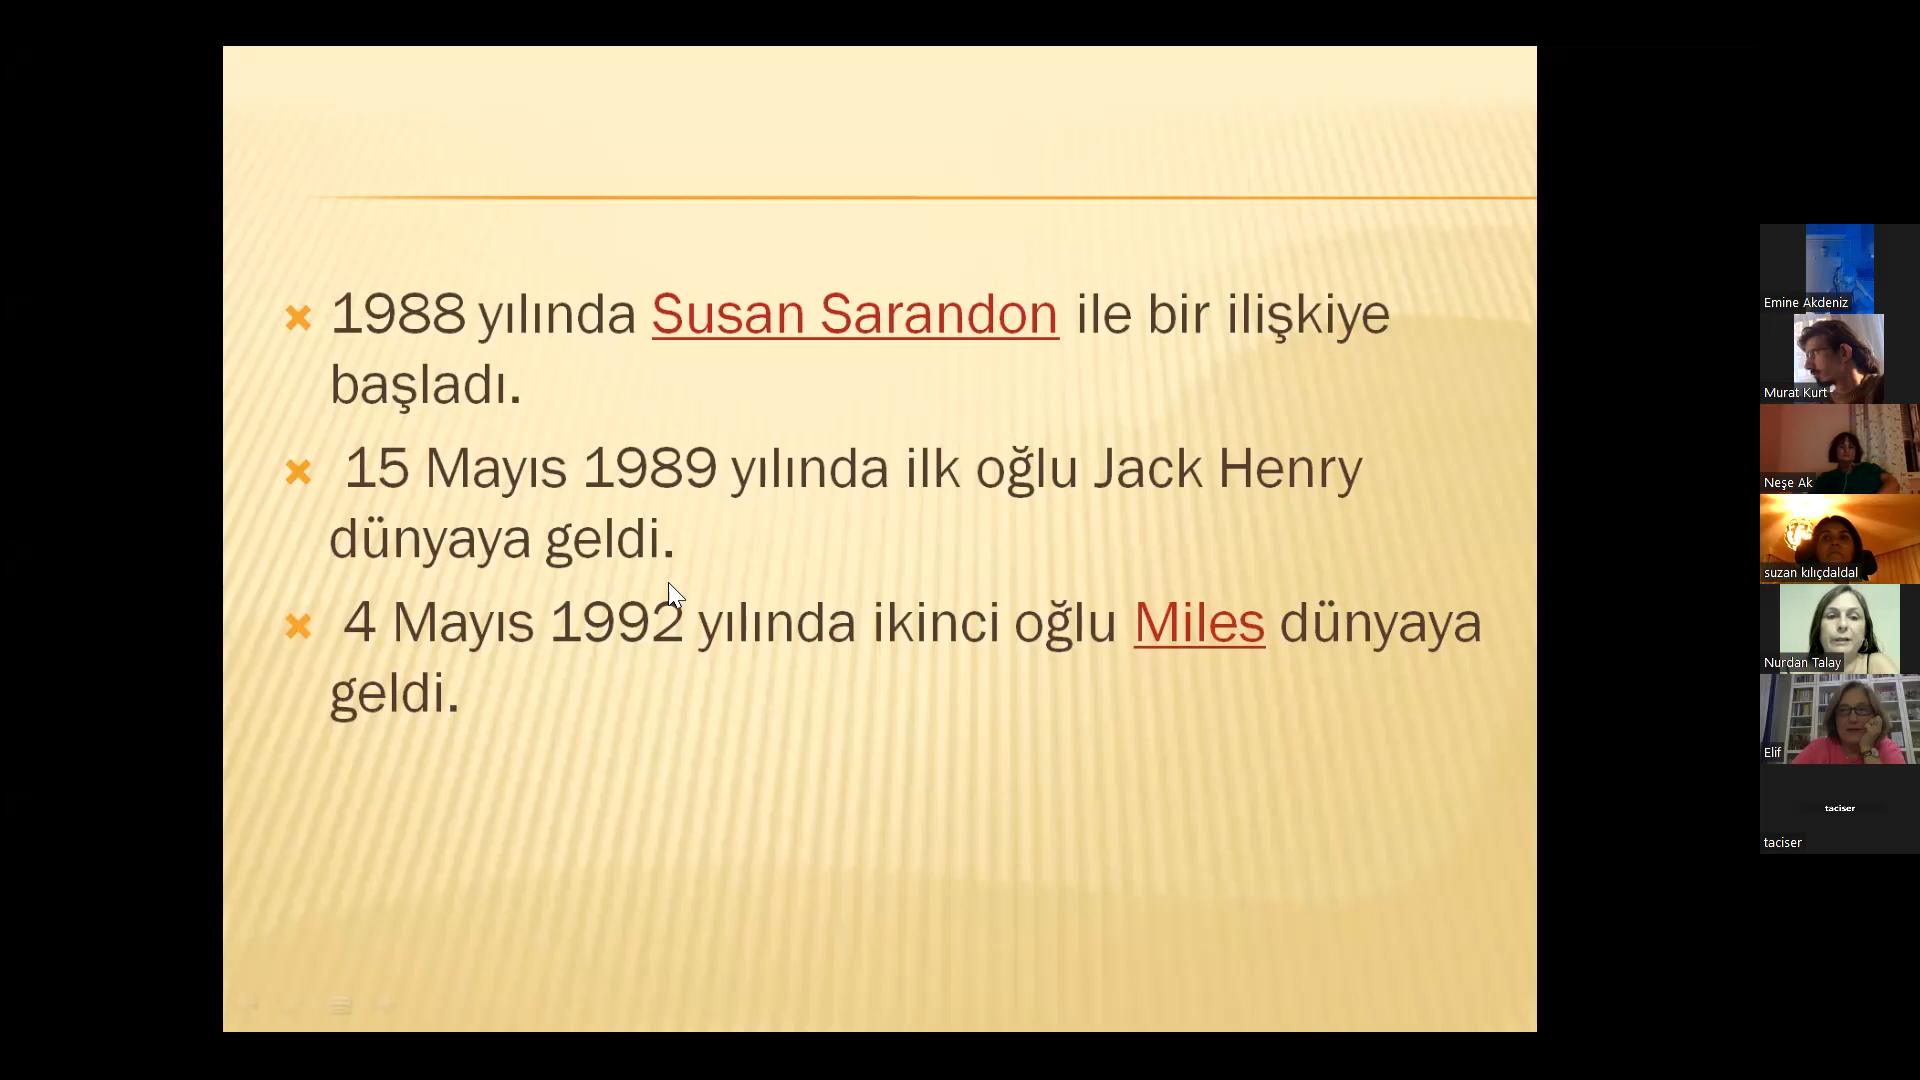 1988 yılında Susan Sarandon ile bir ilişkiye
başladı.
15 Mayıs 1989 yılında ilk oğlu Jack Henry
dünyaya geldi.
4 Mayıs 1992 yılında ikinci oğlu Miles dünyaya
geldi.
Emine Akdeniz
Murat Kurt
Neşe Ak
suzan kılıçdaldal
Nurdan Talay
Elif
taciser
taciser